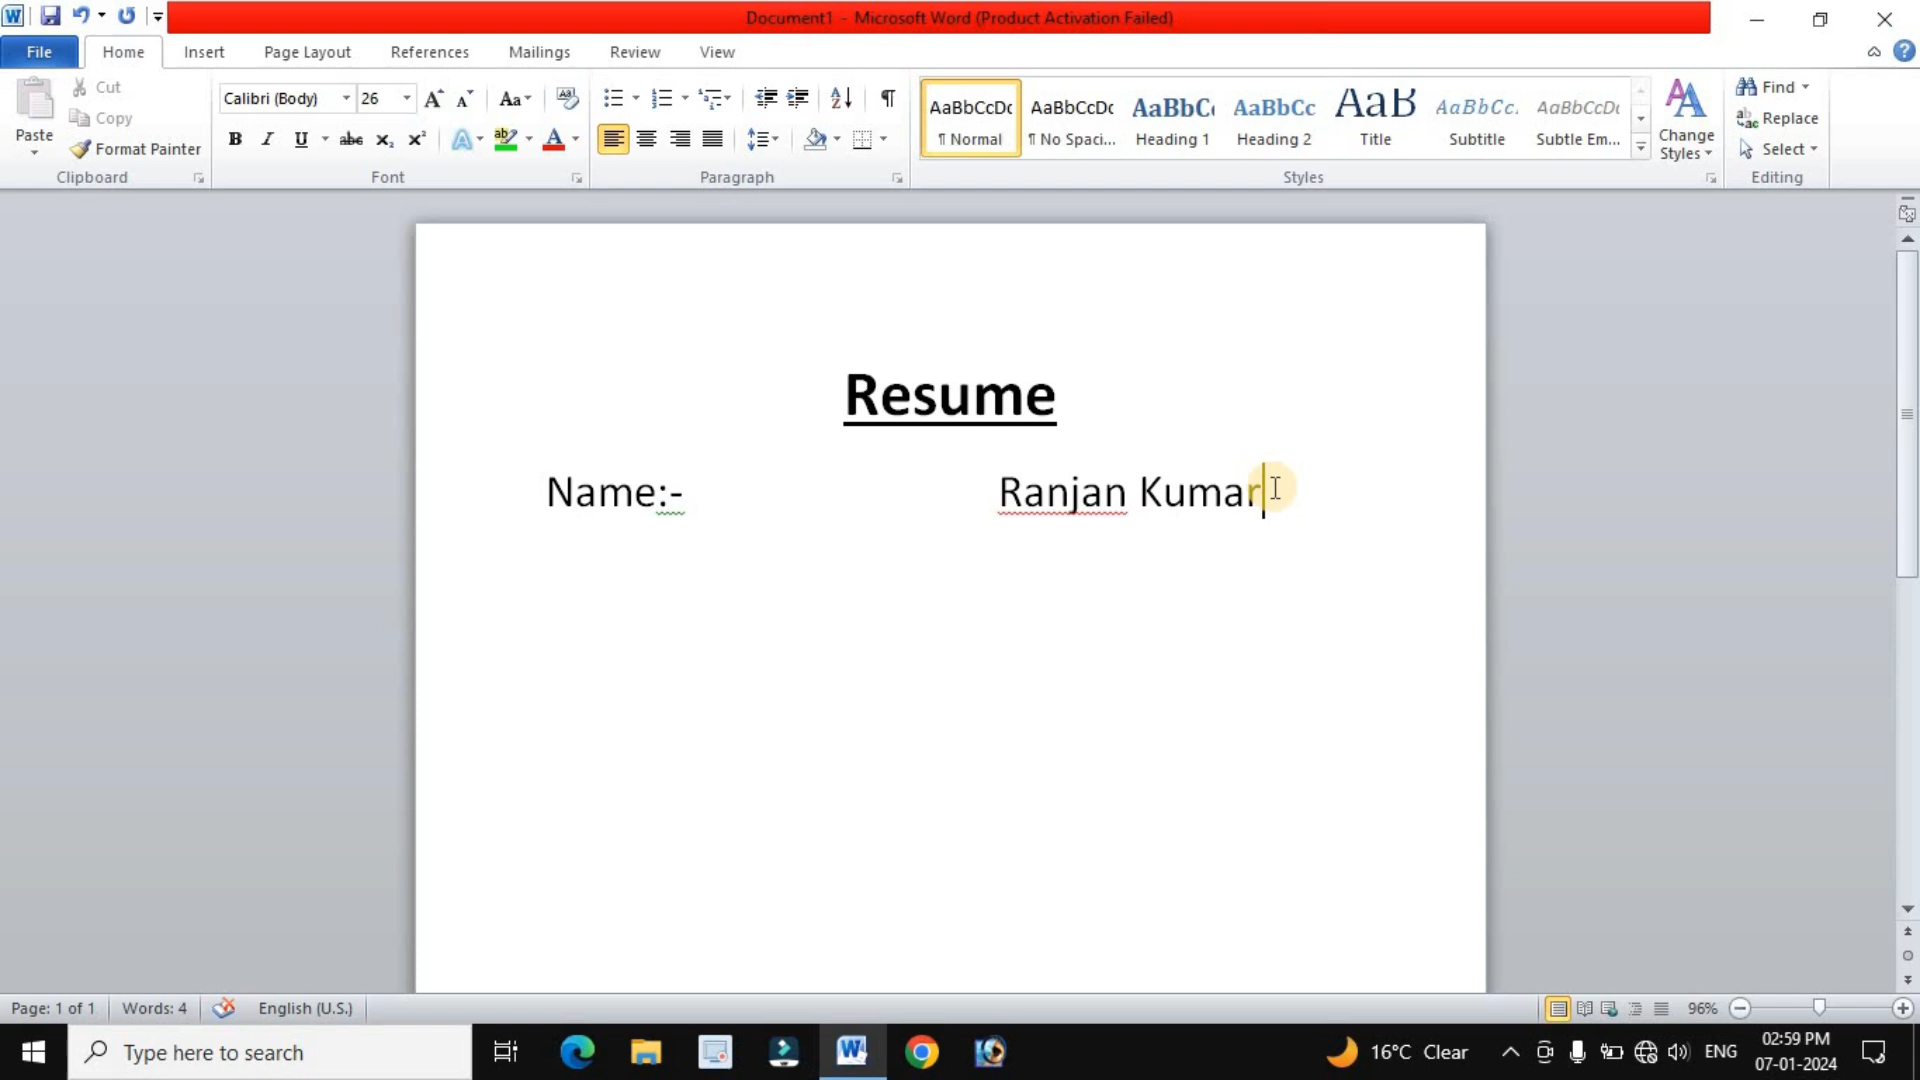 Document1 - Microsoft Word (Product Activation Failed)
File Home Insert Page Layout References Mailings Review View
Paste
Cut
Copy
Format Painter
Clipboard
Calibri (Body) 26
Font
Paragraph
AaBbCcDc AaBbCcDc AaBbC AaBbCc AaB AaBbCc. AaBbCcDc
¶ Normal ¶ No Spaci... Heading 1 Heading 2 Title Subtitle Subtle Em...
Styles
Change Styles
Find
Replace
Select
Editing
Resume
Name:- Ranjan Kumar
Page: 1 of 1 Words: 4 English (U.S.) 96%
Type here to search
16°C Clear
ENG
02:59 PM
07-01-2024